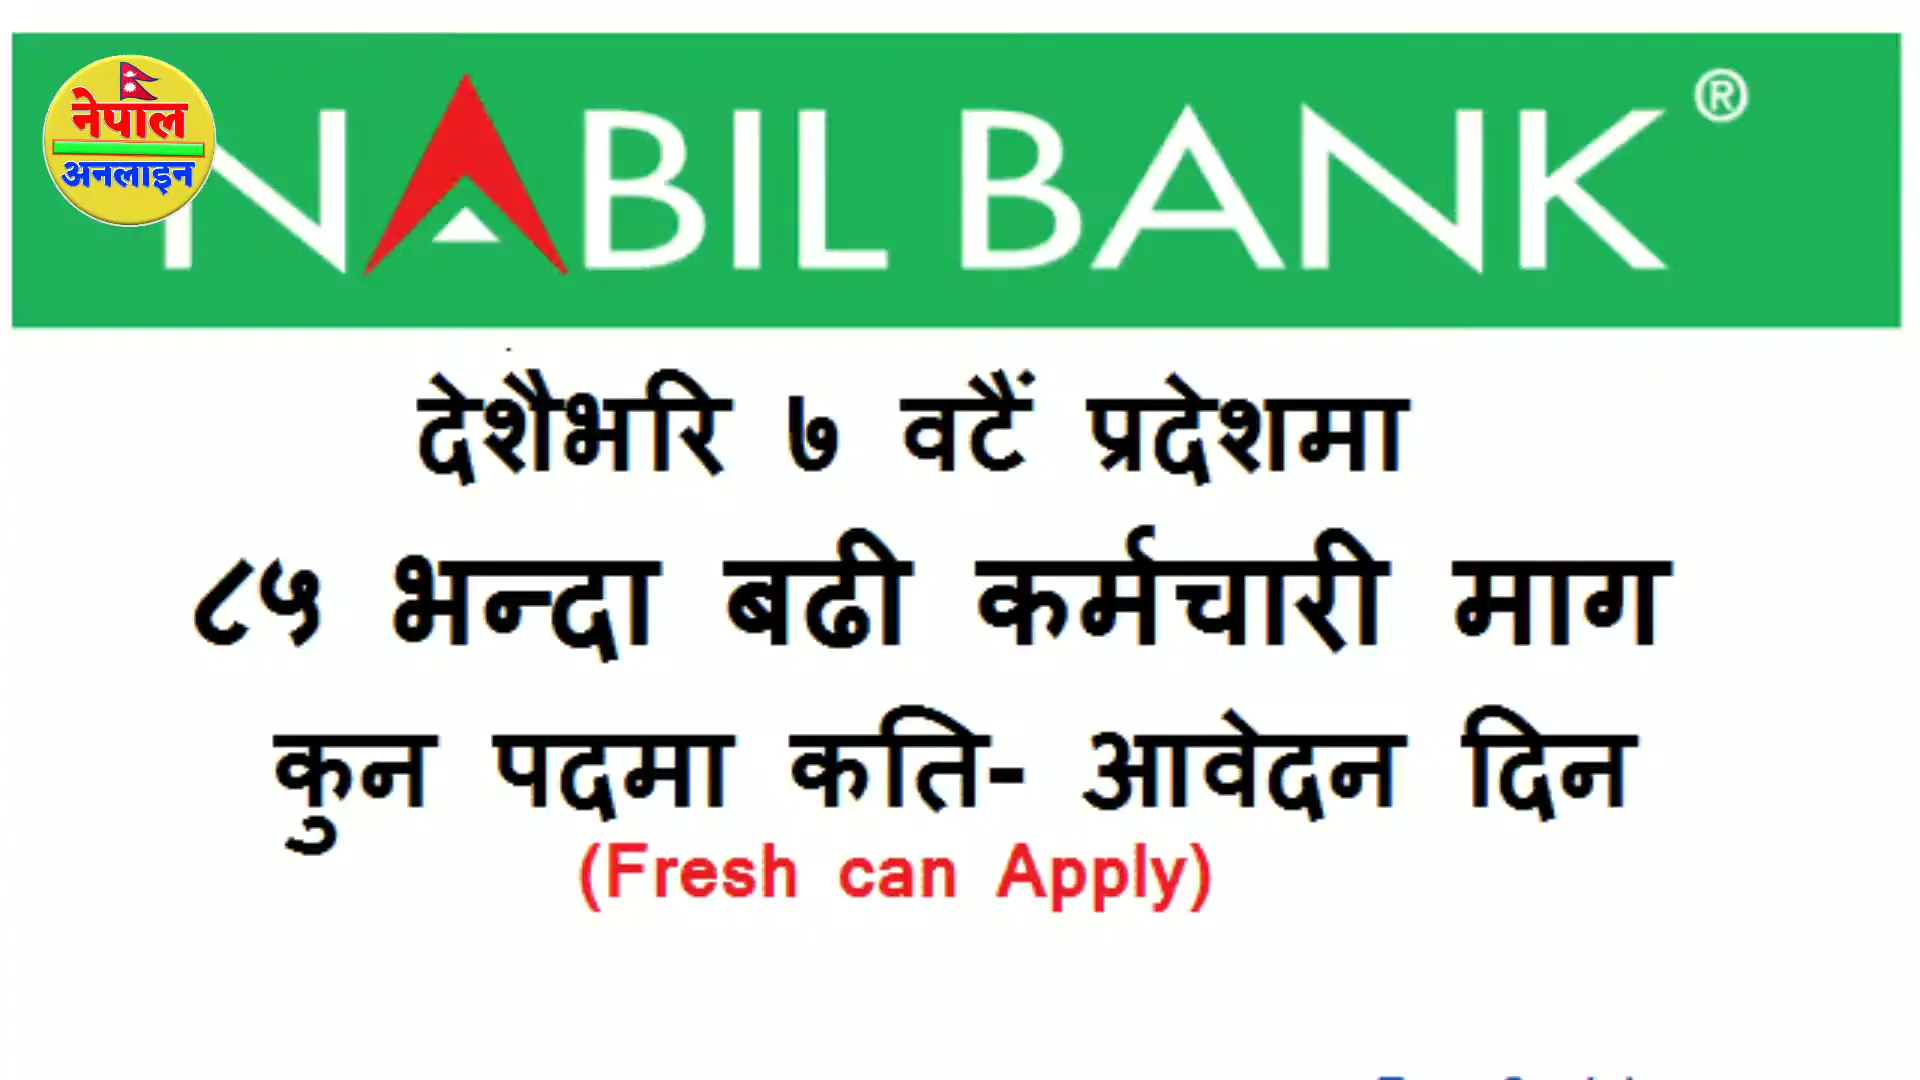 नेपाल
अनलाइन
NABIL BANK®
देशैभरि ७ वटैं प्रदेशमा
८५ भन्दा बढी कर्मचारी माग
कुन पदमा कति- आवेदन दिन
(Fresh can Apply)